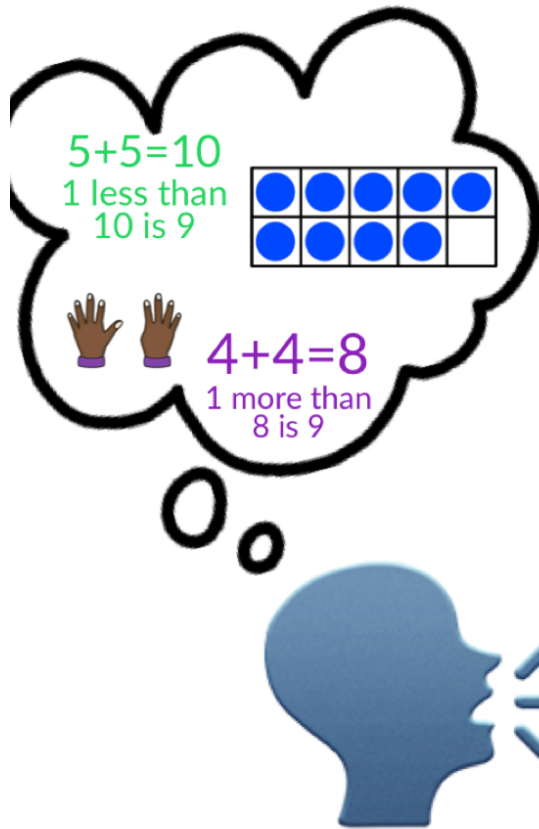 5+5=10
1 less than
10 is 9
4+4=8
1 more than
8 is 9